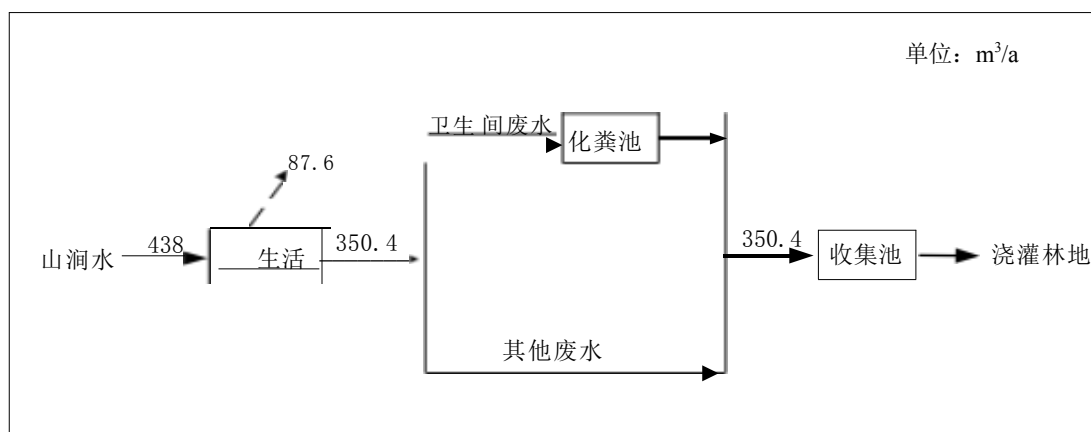 单位：m³/a
卫生 间废水
化粪池
87.6
山涧水
438
生活
350.4
350.4
收集池
浇灌林地
其他废水